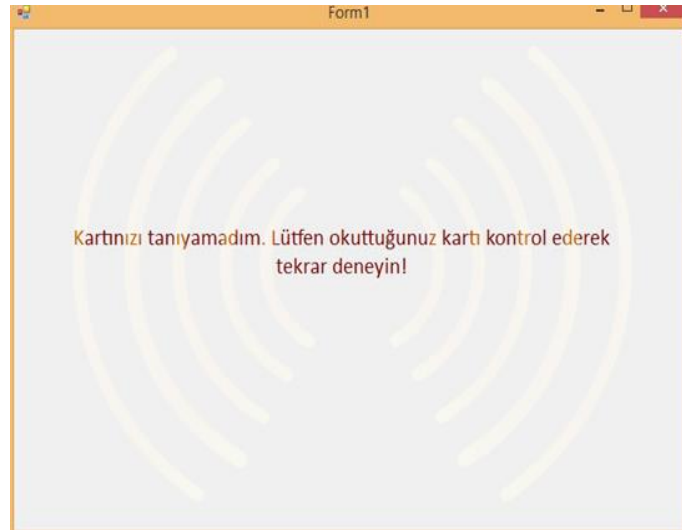 Form1
Kartınızı tanıyamadım. Lütfen okuttuğunuz kartı kontrol ederek
tekrar deneyin!